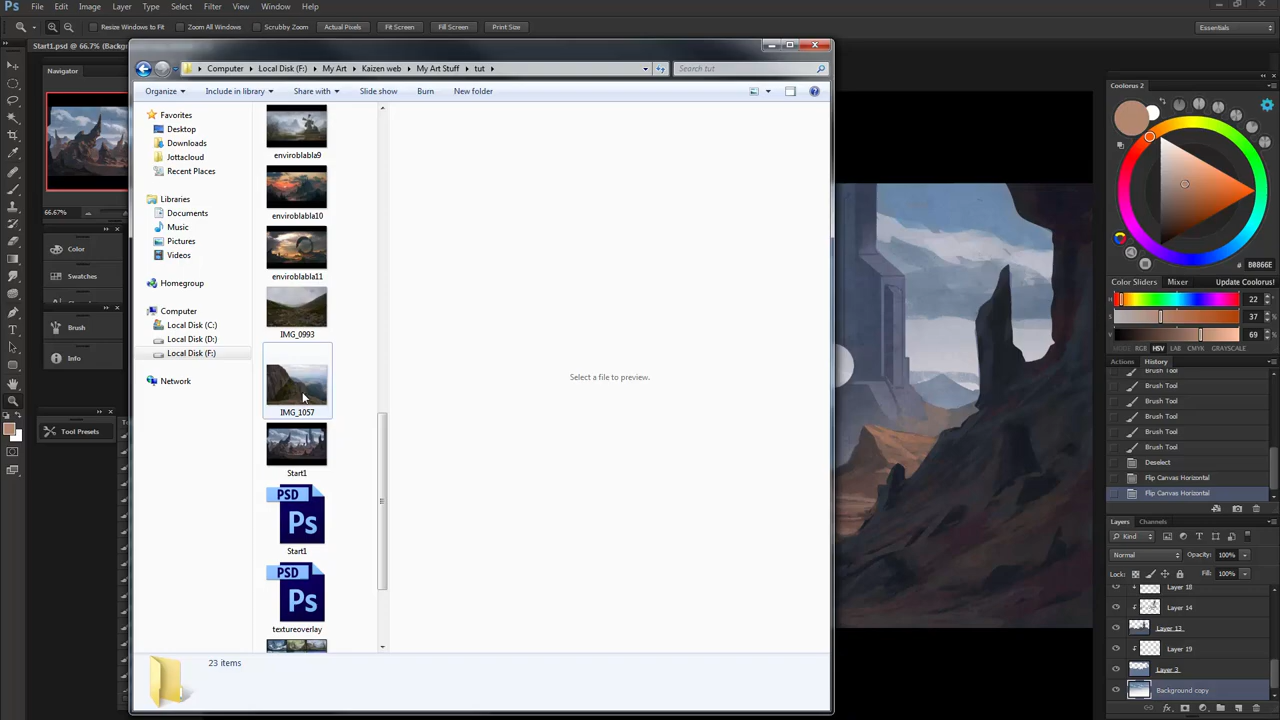 Ps File Edit Image Layer Type Select Filter View Window Help
Resize Windows to Fit Zoom All Windows Scrubby Zoom Actual Pixels Fit Screen Fill Screen Print Size Essentials
Start1.psd @ 66.7% (Backg
Navigator
66.67%
Color
Swatches
Brush
Info
Tool Presets
Computer Local Disk (F:) My Art Kaizen web My Art Stuff tut
Search tut
Organize Include in library Share with Slide show Burn New folder
Favorites
Desktop
Downloads
Jottacloud
Recent Places
Libraries
Documents
Music
Pictures
Videos
Homegroup
Computer
Local Disk (C:)
Local Disk (D:)
Local Disk (F:)
Network
enviroblabla9
enviroblabla10
enviroblabla11
IMG_0993
IMG_1057
Start1
PSD
Ps
Start1
PSD
Ps
textureoverlay
Select a file to preview.
23 items
Coolorus 2
# B0866E
Color Sliders Mixer Update Coolorus!
H 22
S 37
V 69
RGB HSV LAB CMYK GRAYSCALE
Actions History
Brush Tool
Brush Tool
Brush Tool
Brush Tool
Brush Tool
Brush Tool
Deselect
Flip Canvas Horizontal
Flip Canvas Horizontal
Layers Channels
Kind
Normal Opacity: 100%
Lock: Fill: 100%
Layer 18
Layer 14
Layer 13
Layer 19
Layer 3
Background copy